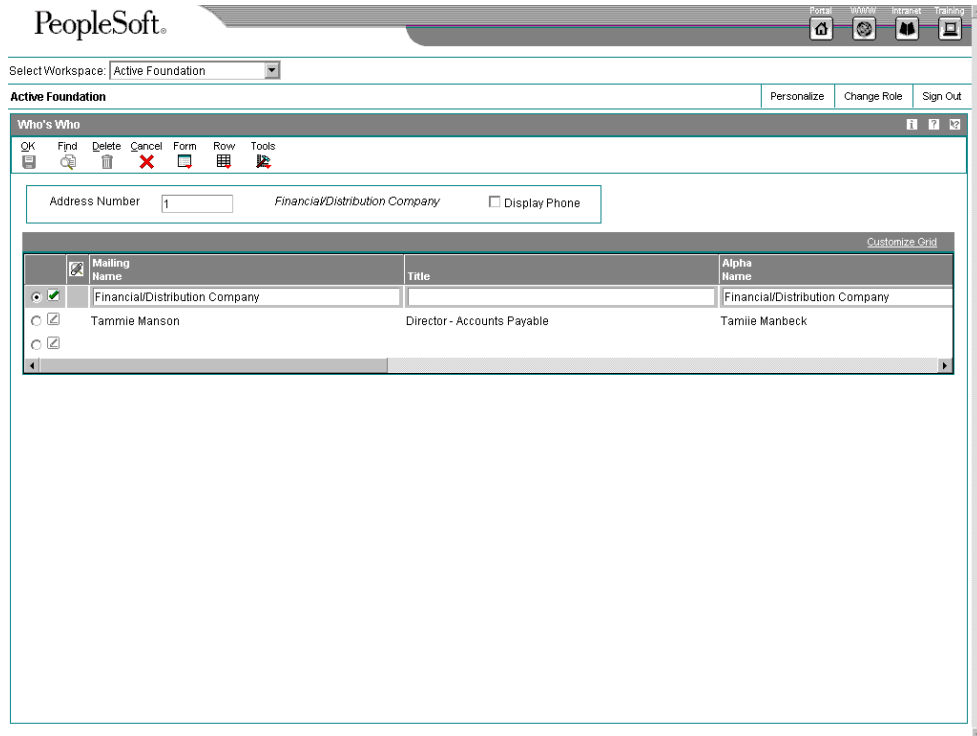 Portal WWW Intranet Training
PeopleSoft®
Select Workspace: Active Foundation
Active Foundation Personalize Change Role Sign Out
Who's Who
OK Find Delete Cancel Form Row Tools
Address Number 1 Financial/Distribution Company Display Phone
Customize Grid
Mailing Alpha
Name Title Name
Financial/Distribution Company Financial/Distribution Company
Tammie Manson Director - Accounts Payable Tamiie Manbeck